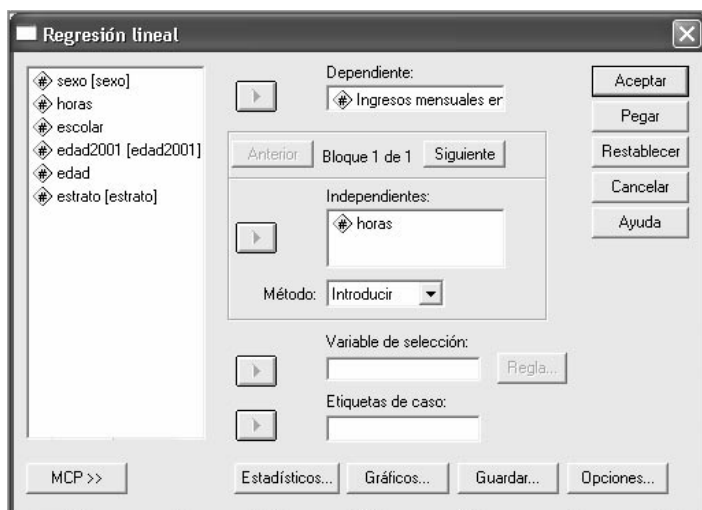 Regresión lineal
# sexo [sexo]
# horas
# escolar
# edad2001 [edad2001]
# edad
# estrato [estrato]
Dependiente:
# Ingresos mensuales er
Anterior Bloque 1 de 1 Siguiente
Independientes:
# horas
Método: Introducir
Variable de selección:
Regla...
Etiquetas de caso:
Aceptar
Pegar
Restablecer
Cancelar
Ayuda
MCP >> Estadísticos... Gráficos... Guardar... Opciones...